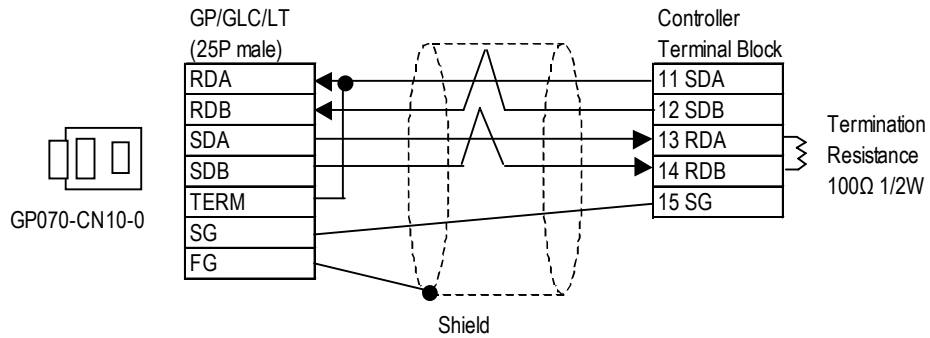 GP/GLC/LT
(25P male)
RDA
RDB
SDA
SDB
TERM
SG
FG
GP070-CN10-0
Controller
Terminal Block
11 SDA
12 SDB
13 RDA
14 RDB
15 SG
Termination
Resistance
100Ω 1/2W
Shield